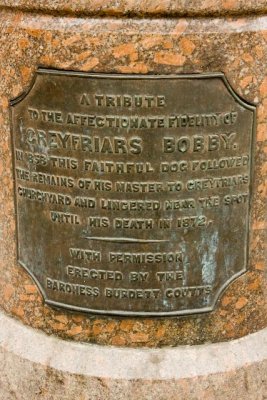 A TRIBUTE
TO THE AFFECTIONATE FIDELITY OF
GREYFRIARS BOBBY.
IN 1858 THIS FAITHFUL DOG FOLLOWED
THE REMAINS OF HIS MASTER TO GREYFRIARS
CHURCHYARD AND LINGERED NEAR THE SPOT
UNTIL HIS DEATH IN 1872.
WITH PERMISSION
ERECTED BY THE
BARONESS BURDETT COUTTS